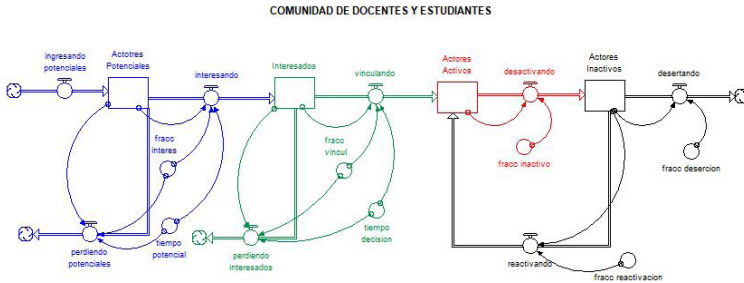 COMUNIDAD DE DOCENTES Y ESTUDIANTES
ingresando
potenciales
Actotres
Potenciales
interesando
Interesados
vinculando
Actores
Activos
desactivando
Actores
Inactivos
desertando
fracc
interes
fracc
vincul
fracc inactivo
fracc desercion
perdiendo
potenciales
tiempo
potencial
perdiendo
interesados
tiempo
decision
reactivando
fracc reactivacion